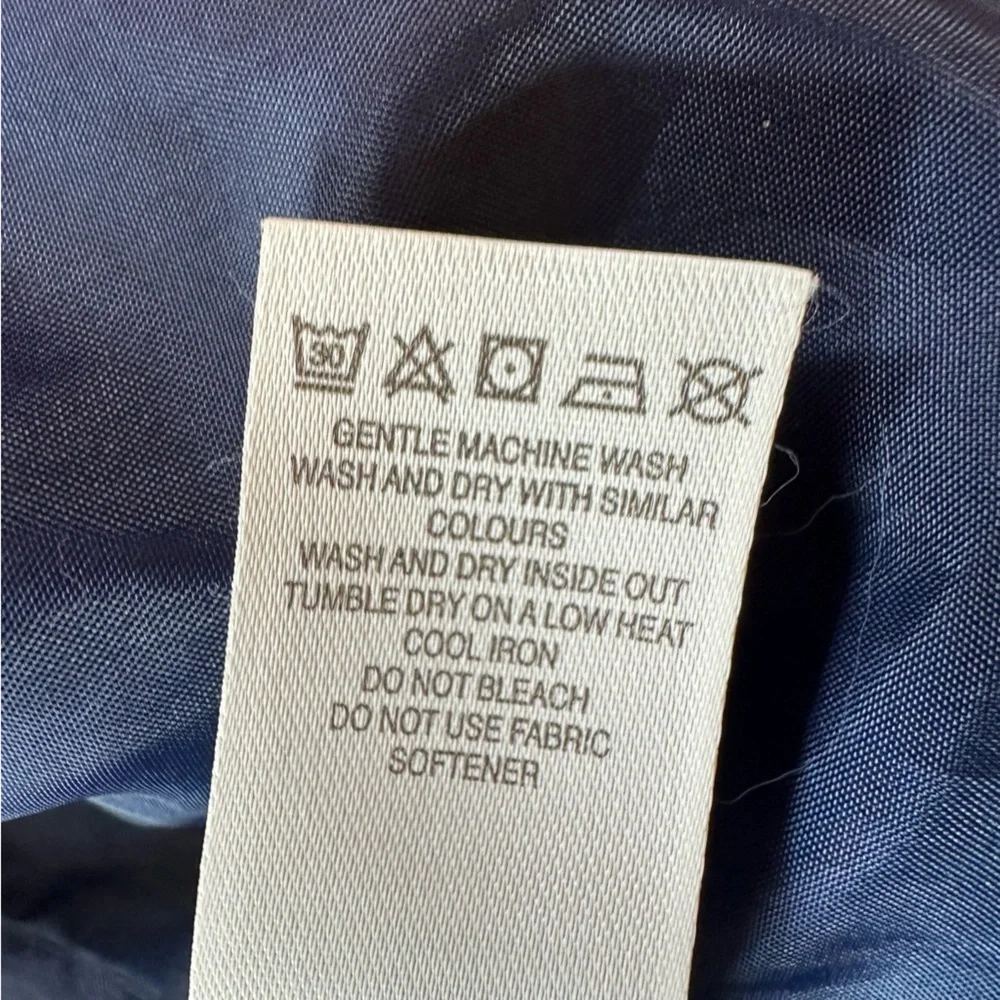 30
GENTLE MACHINE WASH
WASH AND DRY WITH SIMILAR
COLOURS
WASH AND DRY INSIDE OUT
TUMBLE DRY ON A LOW HEAT
COOL IRON
DO NOT BLEACH
DO NOT USE FABRIC
SOFTENER